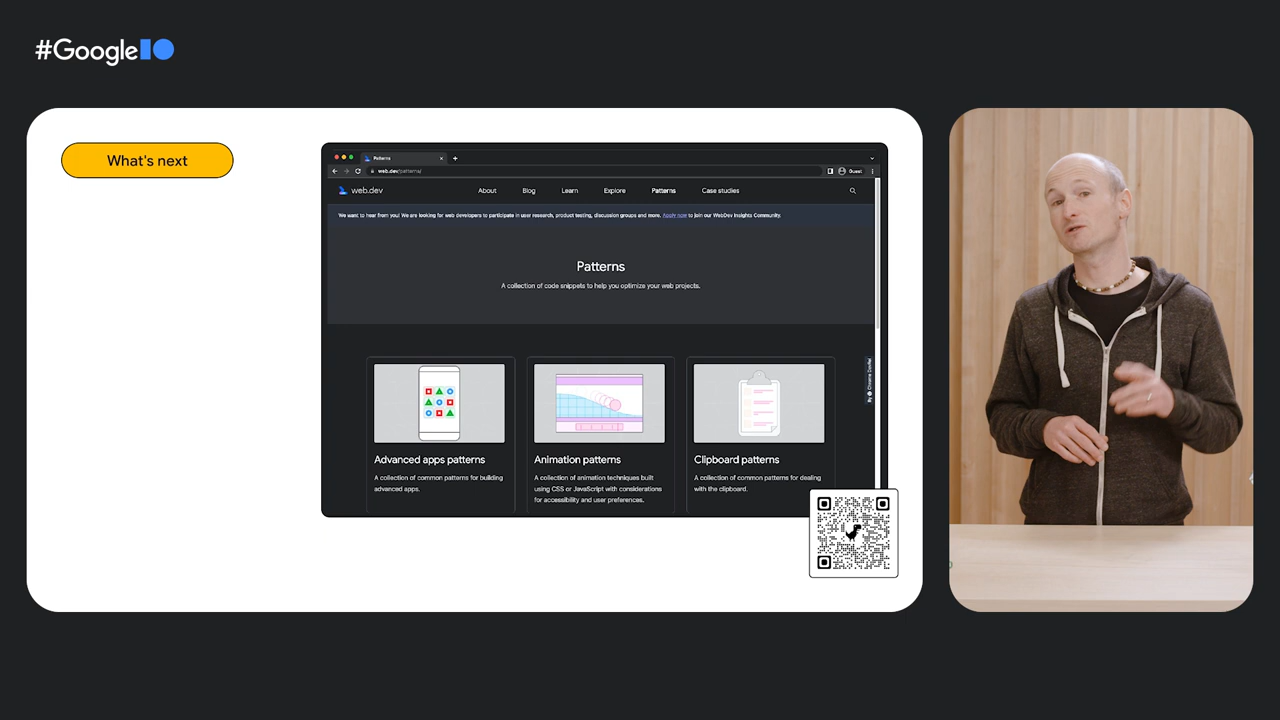 #GoogleIO
What's next
Patterns
web.dev/patterns/
Guest
web.dev
About
Blog
Learn
Explore
Patterns
Case studies
We want to hear from you! We are looking for web developers to participate in user research, product testing, discussion groups and more. Apply now to join our WebDev Insights Community.
Patterns
A collection of code snippets to help you optimize your web projects.
Advanced apps patterns
A collection of common patterns for building
advanced apps.
Animation patterns
A collection of animation techniques built
using CSS or JavaScript with considerations
for accessibility and user preferences.
Clipboard patterns
A collection of common patterns for dealing
with the clipboard.